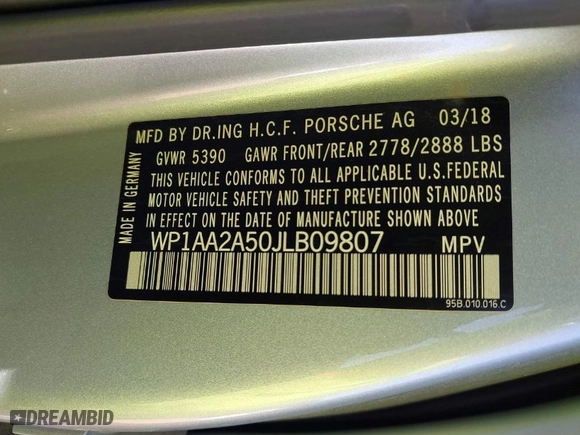 MFD BY DR.ING H.C.F. PORSCHE AG 03/18
GVWR 5390 GAWR FRONT/REAR 2778/2888 LBS
THIS VEHICLE CONFORMS TO ALL APPLICABLE U.S.FEDERAL
MOTOR VEHICLE SAFETY AND THEFT PREVENTION STANDARDS
IN EFFECT ON THE DATE OF MANUFACTURE SHOWN ABOVE
WP1AA2A50JLB09807 MPV
MADE IN GERMANY
95B.010.016.C
DREAMBID